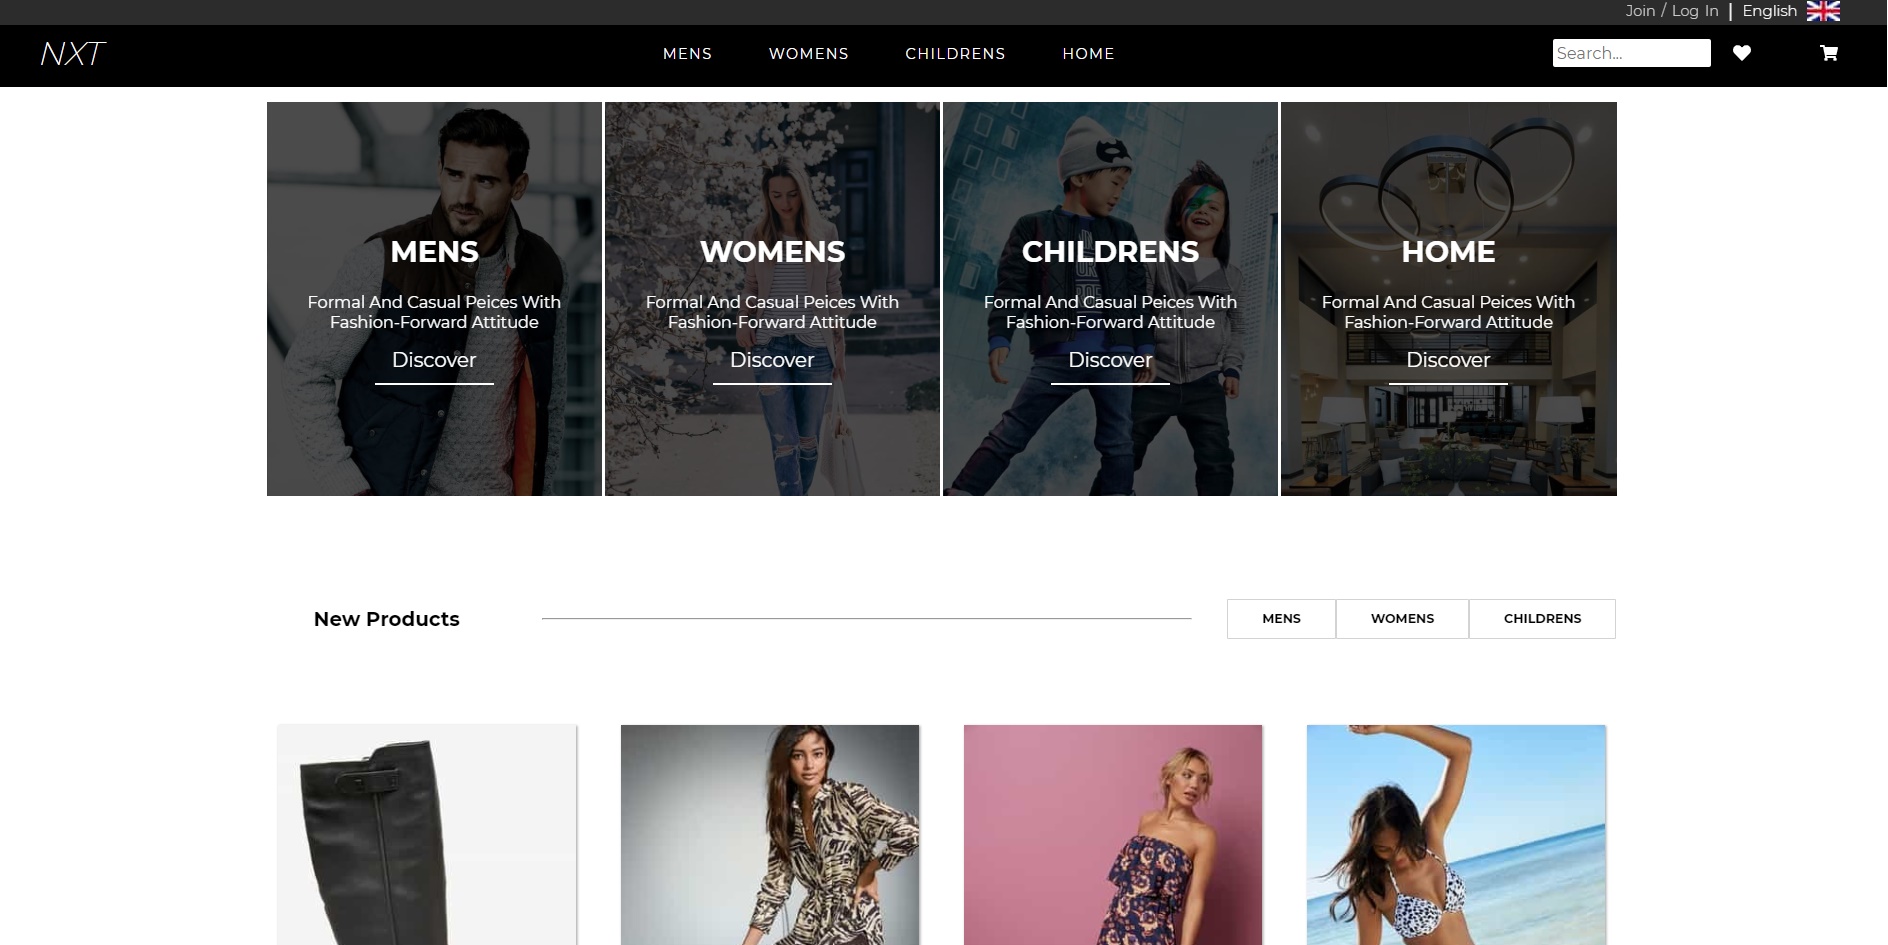 Join / Log In | English
NXT
MENS WOMENS CHILDRENS HOME
Search...
MENS
Formal And Casual Peices With
Fashion-Forward Attitude
Discover
WOMENS
Formal And Casual Peices With
Fashion-Forward Attitude
Discover
CHILDRENS
Formal And Casual Peices With
Fashion-Forward Attitude
Discover
HOME
Formal And Casual Peices With
Fashion-Forward Attitude
Discover
New Products
MENS WOMENS CHILDRENS